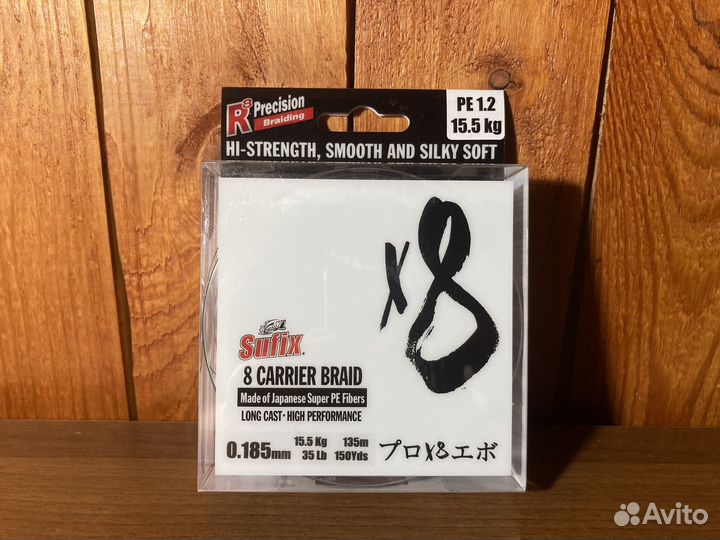 R8 Precision
Braiding
PE 1.2
15.5 kg
HI-STRENGTH, SMOOTH AND SILKY SOFT
x8
Sufix®
8 CARRIER BRAID
Made of Japanese Super PE Fibers
LONG CAST · HIGH PERFORMANCE
0.185mm 15.5 Kg 135m
35 Lb 150Yds
プロX8エボ
Avito